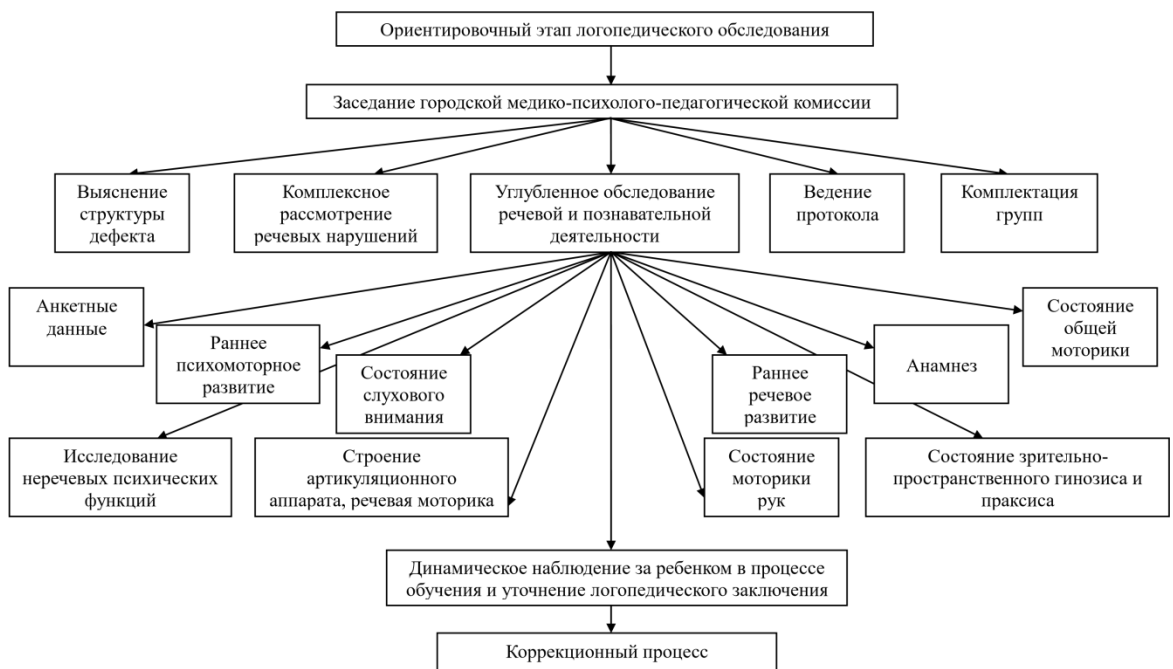 Ориентировочный этап логопедического обследования
Заседание городской медико-психолого-педагогической комиссии
Выяснение
структуры
дефекта
Комплексное
рассмотрение
речевых нарушений
Углубленное обследование
речевой и познавательной
деятельности
Ведение
протокола
Комплектация
групп
Анкетные
данные
Раннее
психомоторное
развитие
Состояние
слухового
внимания
Раннее
речевое
развитие
Анамнез
Состояние
общей
моторики
Исследование
неречевых психических
функций
Строение
артикуляционного
аппарата, речевая моторика
Состояние
моторики
рук
Состояние зрительно-
пространственного гинозиса и
праксиса
Динамическое наблюдение за ребенком в процессе
обучения и уточнение логопедического заключения
Коррекционный процесс